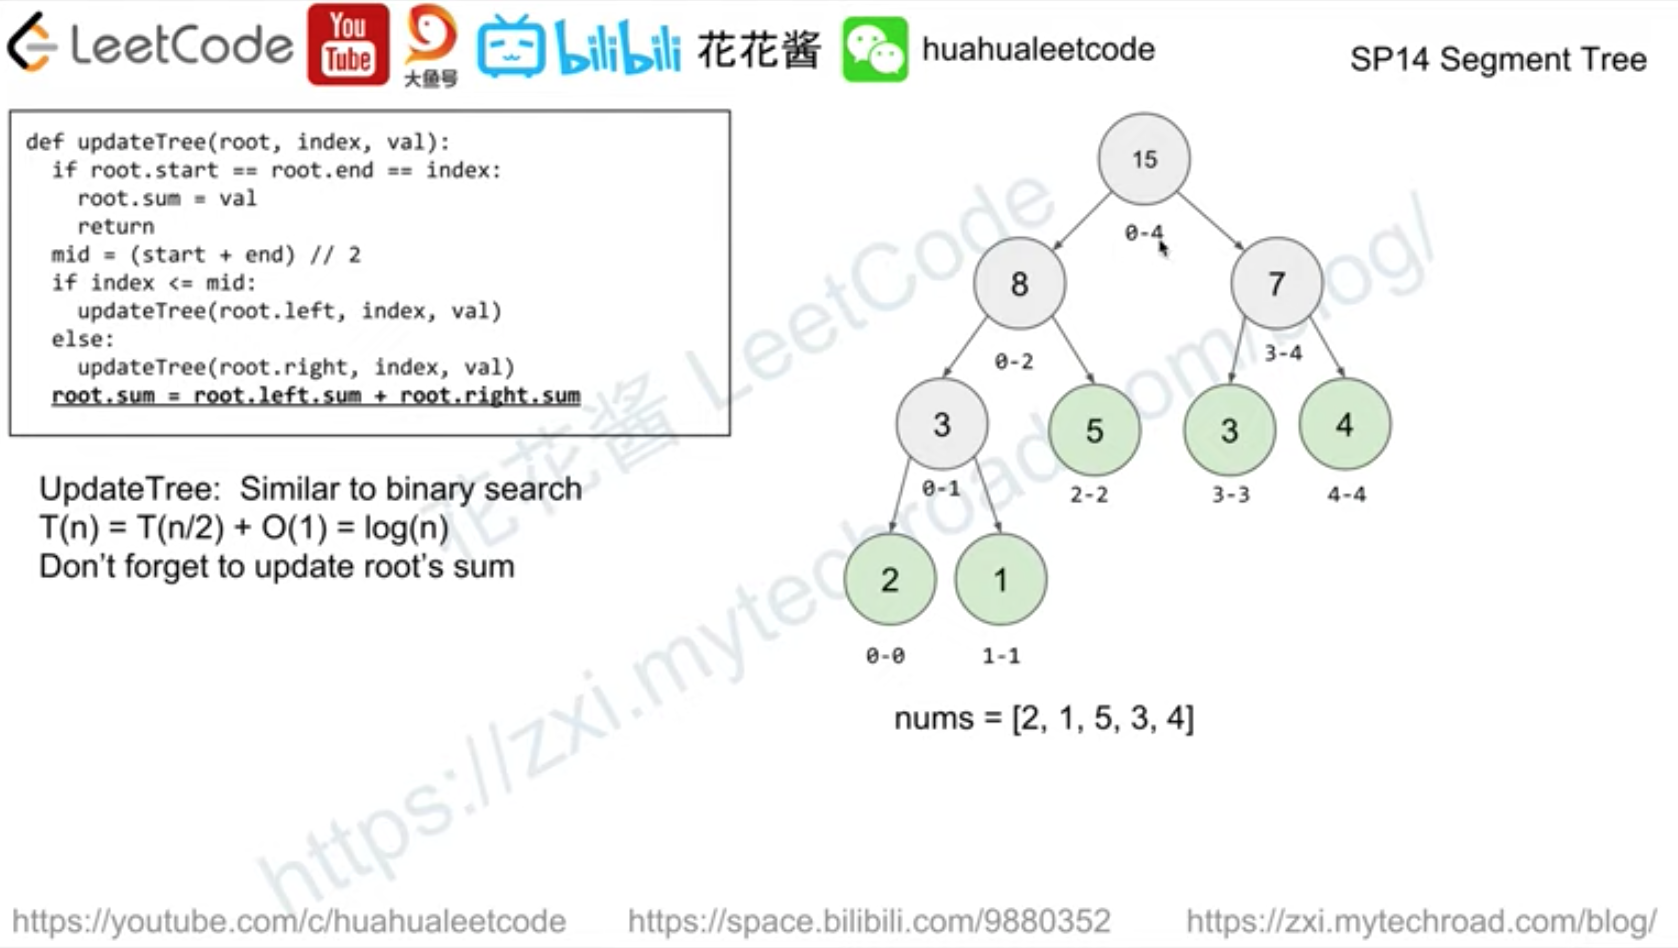 LeetCode You Tube 大鱼号 bilibili 花花酱 huahualeetcode SP14 Segment Tree
def updateTree(root, index, val):
if root.start == root.end == index:
root.sum = val
return
mid = (start + end) // 2
if index <= mid:
updateTree(root.left, index, val)
else:
updateTree(root.right, index, val)
root.sum = root.left.sum + root.right.sum
UpdateTree: Similar to binary search
T(n) = T(n/2) + O(1) = log(n)
Don't forget to update root's sum
15
0-4
8 7
0-2 3-4
3 5 3 4
0-1 2-2 3-3 4-4
2 1
0-0 1-1
nums = [2, 1, 5, 3, 4]
花花酱 LeetCode
https://zxi.mytechroad.com/blog/
https://youtube.com/c/huahualeetcode https://space.bilibili.com/9880352 https://zxi.mytechroad.com/blog/